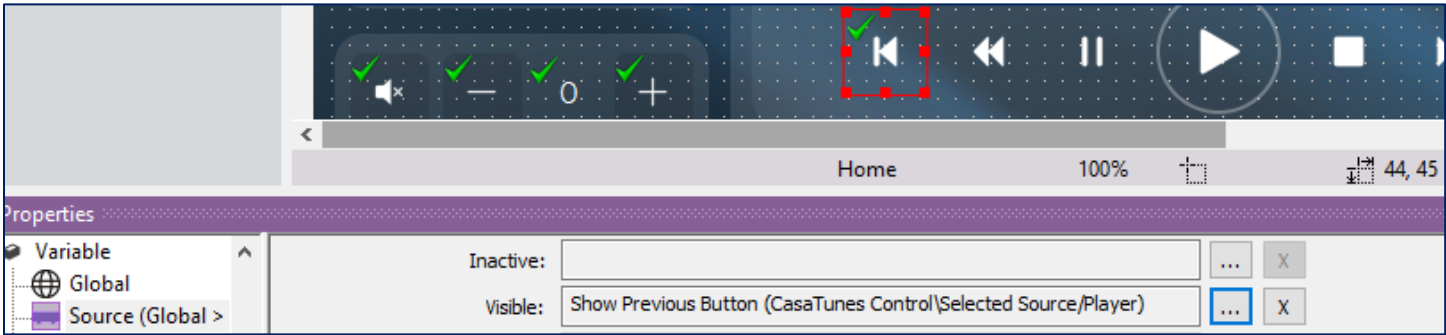 0
Home 100% 44, 45
Properties
Variable
Global
Source (Global >
Inactive: ... X
Visible: Show Previous Button (CasaTunes Control\Selected Source/Player) ... X